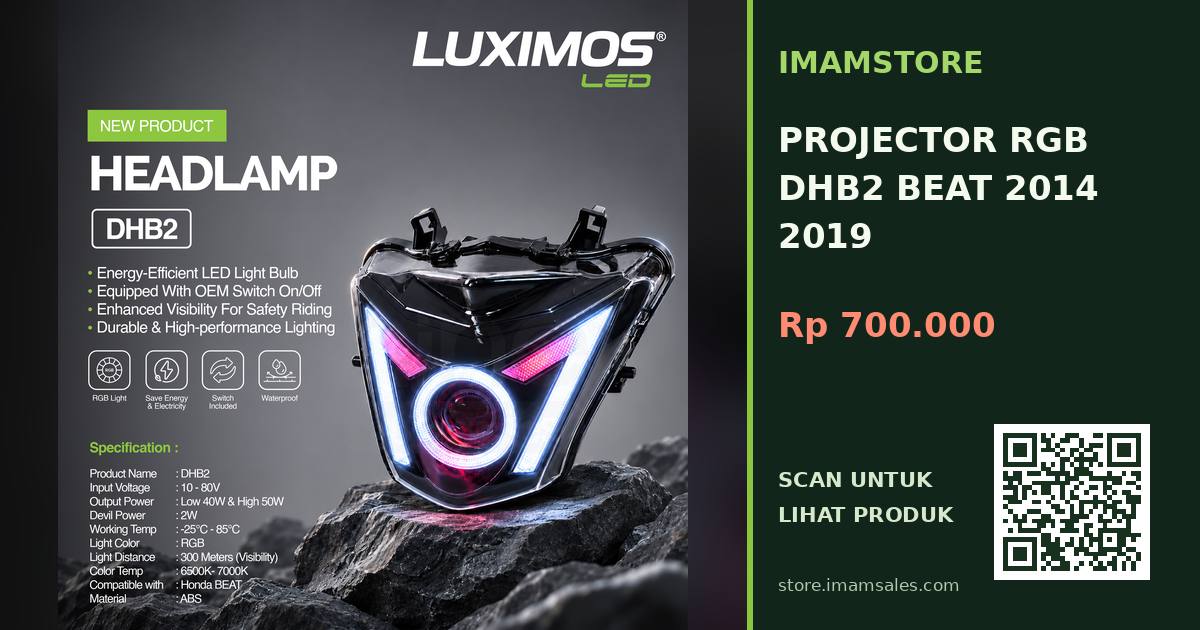 LUXIMOS®
LED
NEW PRODUCT
HEADLAMP
DHB2
• Energy-Efficient LED Light Bulb
• Equipped With OEM Switch On/Off
• Enhanced Visibility For Safety Riding
• Durable & High-performance Lighting
RGB
RGB Light
Save Energy
& Electricity
Switch
Included
Waterproof
Specification :
Product Name : DHB2
Input Voltage : 10 - 80V
Output Power : Low 40W & High 50W
Devil Power : 2W
Working Temp : -25°C - 85°C
Light Color : RGB
Light Distance : 300 Meters (Visibility)
Color Temp : 6500K- 7000K
Compatible with : Honda BEAT
Material : ABS
IMAMSTORE
PROJECTOR RGB
DHB2 BEAT 2014
2019
Rp 700.000
SCAN UNTUK
LIHAT PRODUK
store.imamsales.com